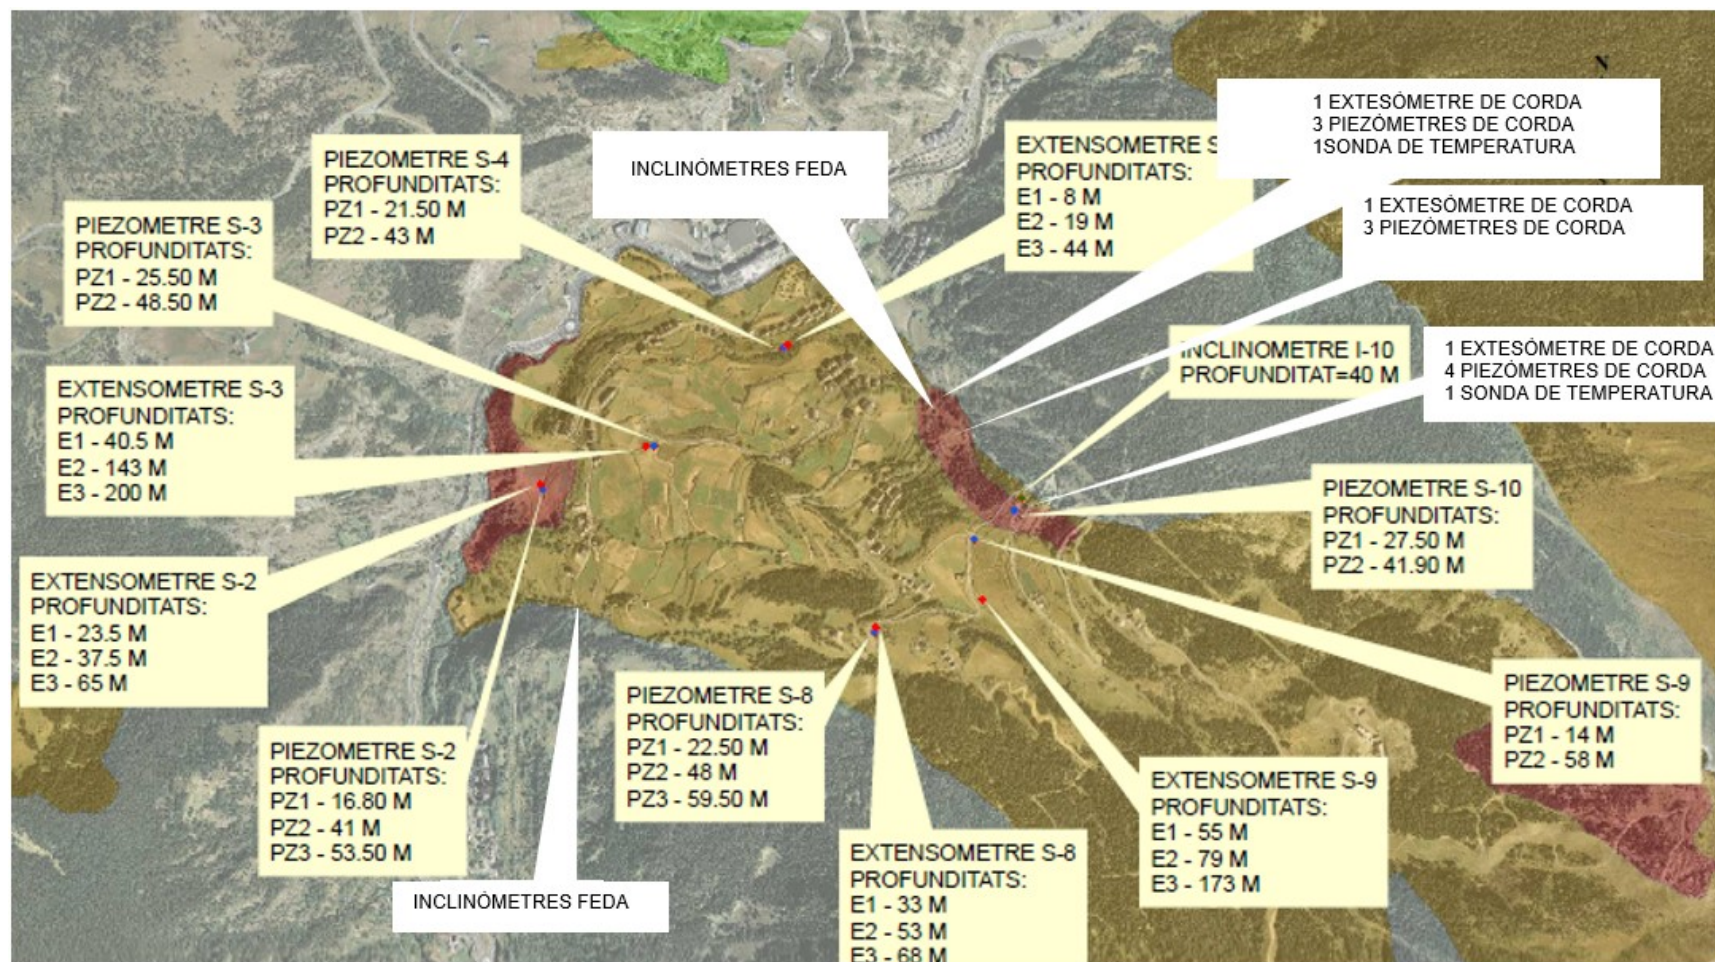 N
1 EXTESÒMETRE DE CORDA
3 PIEZÒMETRES DE CORDA
1SONDA DE TEMPERATURA
PIEZOMETRE S-4
PROFUNDITATS:
PZ1 - 21.50 M
PZ2 - 43 M
INCLINÒMETRES FEDA
EXTENSOMETRE
PROFUNDITATS:
E1 - 8 M
E2 - 19 M
E3 - 44 M
1 EXTESÒMETRE DE CORDA
3 PIEZÒMETRES DE CORDA
PIEZOMETRE S-3
PROFUNDITATS:
PZ1 - 25.50 M
PZ2 - 48.50 M
INCLINOMETRE I-10
PROFUNDITAT=40 M
1 EXTESÒMETRE DE CORDA
4 PIEZÒMETRES DE CORDA
1 SONDA DE TEMPERATURA
EXTENSOMETRE S-3
PROFUNDITATS:
E1 - 40.5 M
E2 - 143 M
E3 - 200 M
PIEZOMETRE S-10
PROFUNDITATS:
PZ1 - 27.50 M
PZ2 - 41.90 M
EXTENSOMETRE S-2
PROFUNDITATS:
E1 - 23.5 M
E2 - 37.5 M
E3 - 65 M
PIEZOMETRE S-8
PROFUNDITATS:
PZ1 - 22.50 M
PZ2 - 48 M
PZ3 - 59.50 M
PIEZOMETRE S-9
PROFUNDITATS:
PZ1 - 14 M
PZ2 - 58 M
PIEZOMETRE S-2
PROFUNDITATS:
PZ1 - 16.80 M
PZ2 - 41 M
PZ3 - 53.50 M
EXTENSOMETRE S-9
PROFUNDITATS:
E1 - 55 M
E2 - 79 M
E3 - 173 M
EXTENSOMETRE S-8
PROFUNDITATS:
E1 - 33 M
E2 - 53 M
E3 - 68 M
INCLINÒMETRES FEDA